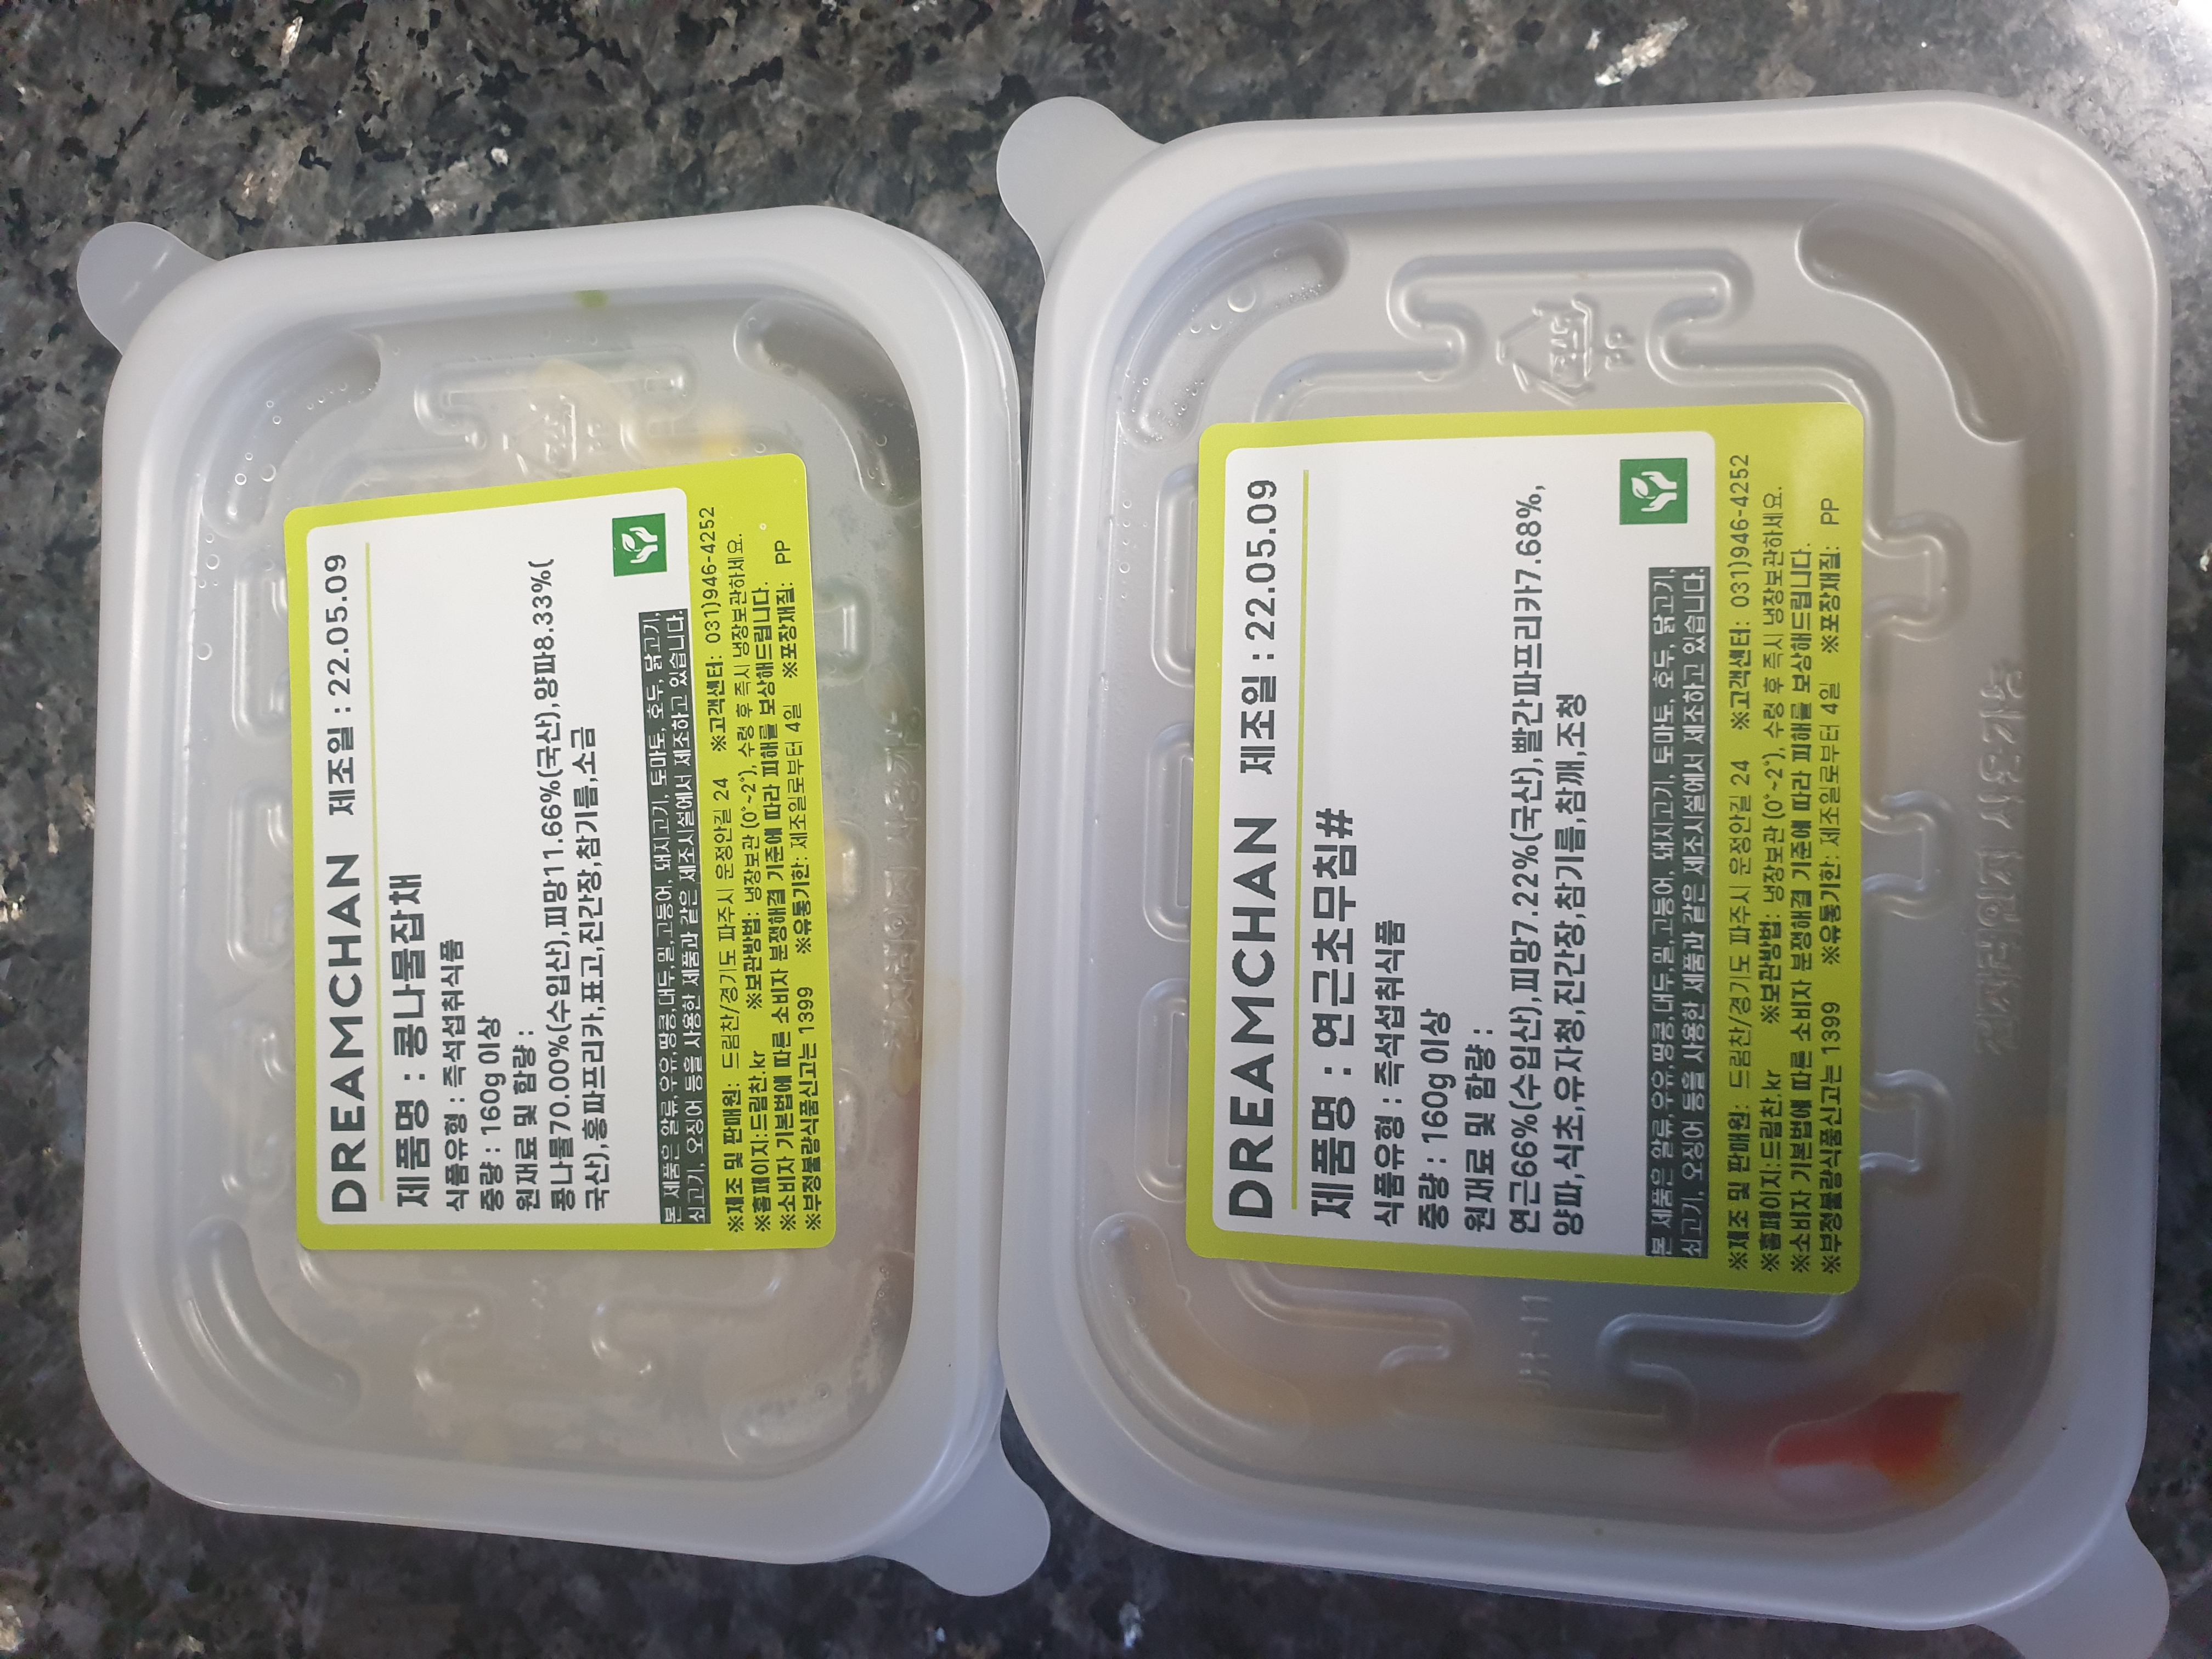 DREAMCHAN 제조일 : 22.05.09
제품명 : 콩나물잡채
식품유형 : 즉석섭취식품
중량 : 160g 이상
원재료 및 함량 :
콩나물70.00%(수입산),피망11.66%(국산),양파8.33%(
국산),홍파프리카,표고,진간장,참기름,소금
본 제품은 알류,우유,땅콩,대두,밀,고등어, 돼지고기, 토마토, 호두, 닭고기,
쇠고기, 오징어 등을 사용한 제품과 같은 제조시설에서 제조하고 있습니다.
※제조 및 판매원: 드림찬/경기도 파주시 운정안길 24 ※고객센터: 031)946-4252
※홈페이지:드림찬.kr ※보관방법: 냉장보관 (0°~2°), 수령 후 즉시 냉장보관하세요.
※소비자 기본법에 따른 소비자 분쟁해결 기준에 따라 피해를 보상해드립니다.
※부정불량식품신고는 1399 ※유통기한: 제조일로부터 4일 ※포장재질: PP
PP
전자레인지 사용가능
DREAMCHAN 제조일 : 22.05.09
제품명 : 연근초무침#
식품유형 : 즉석섭취식품
중량 : 160g 이상
원재료 및 함량 :
연근66%(수입산),피망7.22%(국산),빨간파프리카7.68%,
양파,식초,유자청,진간장,참기름,참깨,조청
본 제품은 알류,우유,땅콩,대두,밀,고등어, 돼지고기, 토마토, 호두, 닭고기,
쇠고기, 오징어 등을 사용한 제품과 같은 제조시설에서 제조하고 있습니다.
※제조 및 판매원: 드림찬/경기도 파주시 운정안길 24 ※고객센터: 031)946-4252
※홈페이지:드림찬.kr ※보관방법: 냉장보관 (0°~2°), 수령 후 즉시 냉장보관하세요.
※소비자 기본법에 따른 소비자 분쟁해결 기준에 따라 피해를 보상해드립니다.
※부정불량식품신고는 1399 ※유통기한: 제조일로부터 4일 ※포장재질: PP
PP
전자레인지 사용가능